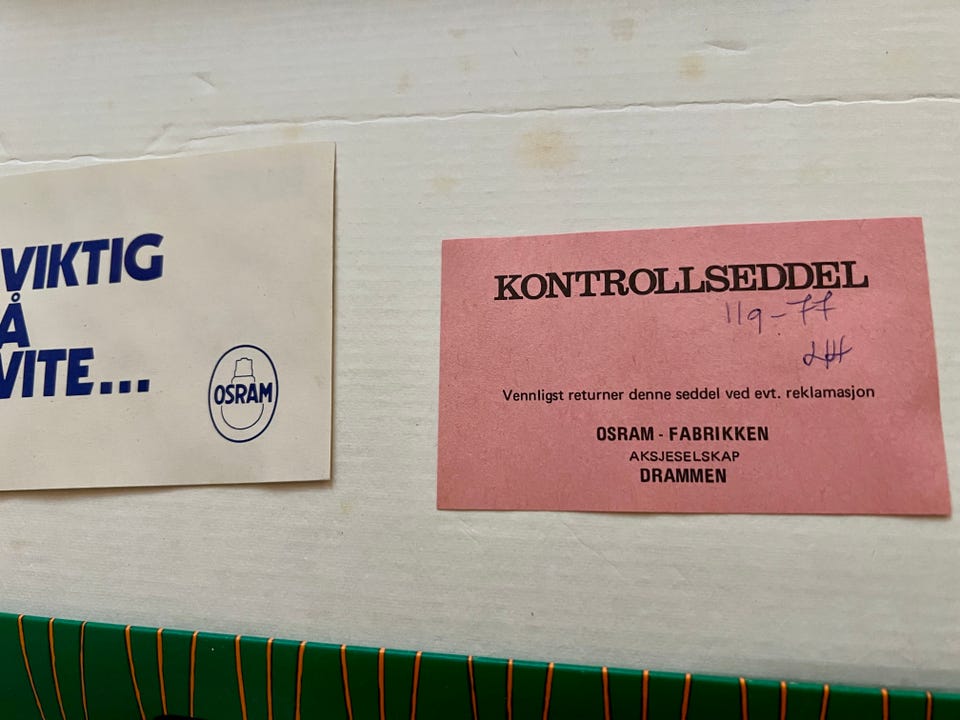 VIKTIG
Å
VITE...
OSRAM
KONTROLLSEDDEL
119-77
Vennligst returner denne seddel ved evt. reklamasjon
OSRAM - FABRIKKEN
AKSJESELSKAP
DRAMMEN